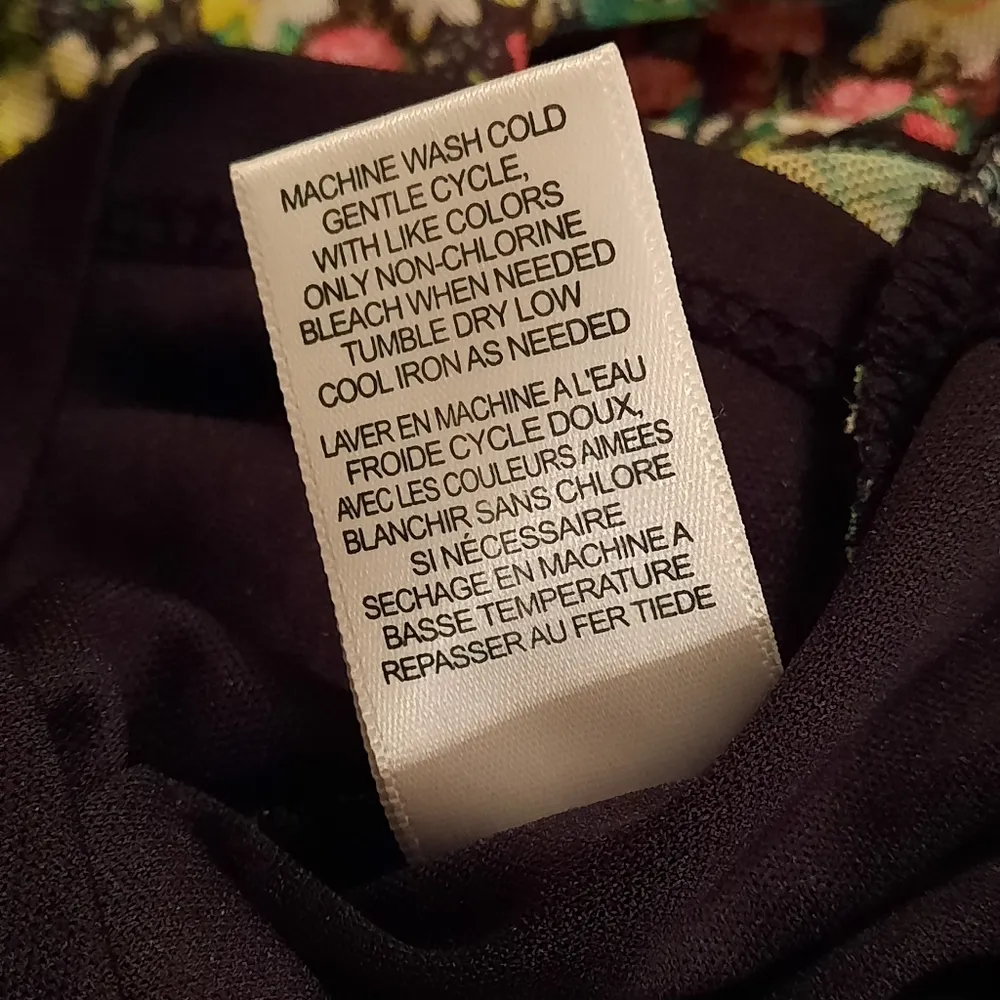 MACHINE WASH COLD
GENTLE CYCLE,
WITH LIKE COLORS
ONLY NON-CHLORINE
BLEACH WHEN NEEDED
TUMBLE DRY LOW
COOL IRON AS NEEDED
LAVER EN MACHINE A L'EAU
FROIDE CYCLE DOUX,
AVEC LES COULEURS AIMEES
BLANCHIR SANS CHLORE
SI NÉCESSAIRE
SECHAGE EN MACHINE A
BASSE TEMPERATURE
REPASSER AU FER TIEDE